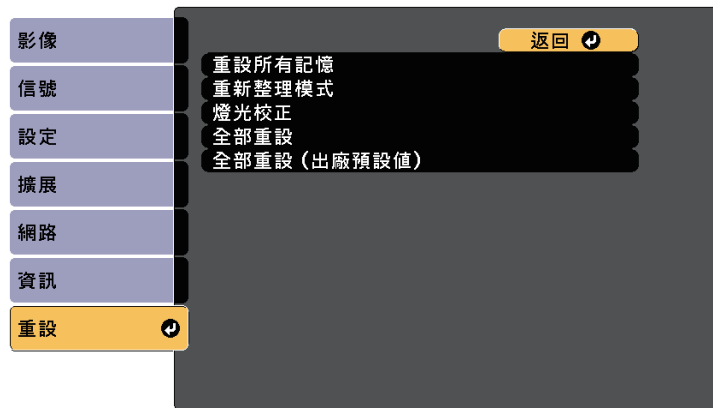 影像
信號
設定
擴展
網路
資訊
重設
返回
重設所有記憶
重新整理模式
燈光校正
全部重設
全部重設 (出廠預設值)